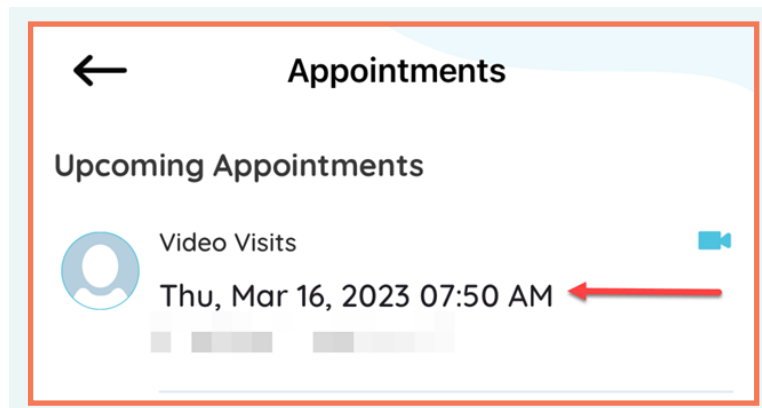 Appointments
Upcoming Appointments
Video Visits
Thu, Mar 16, 2023 07:50 AM